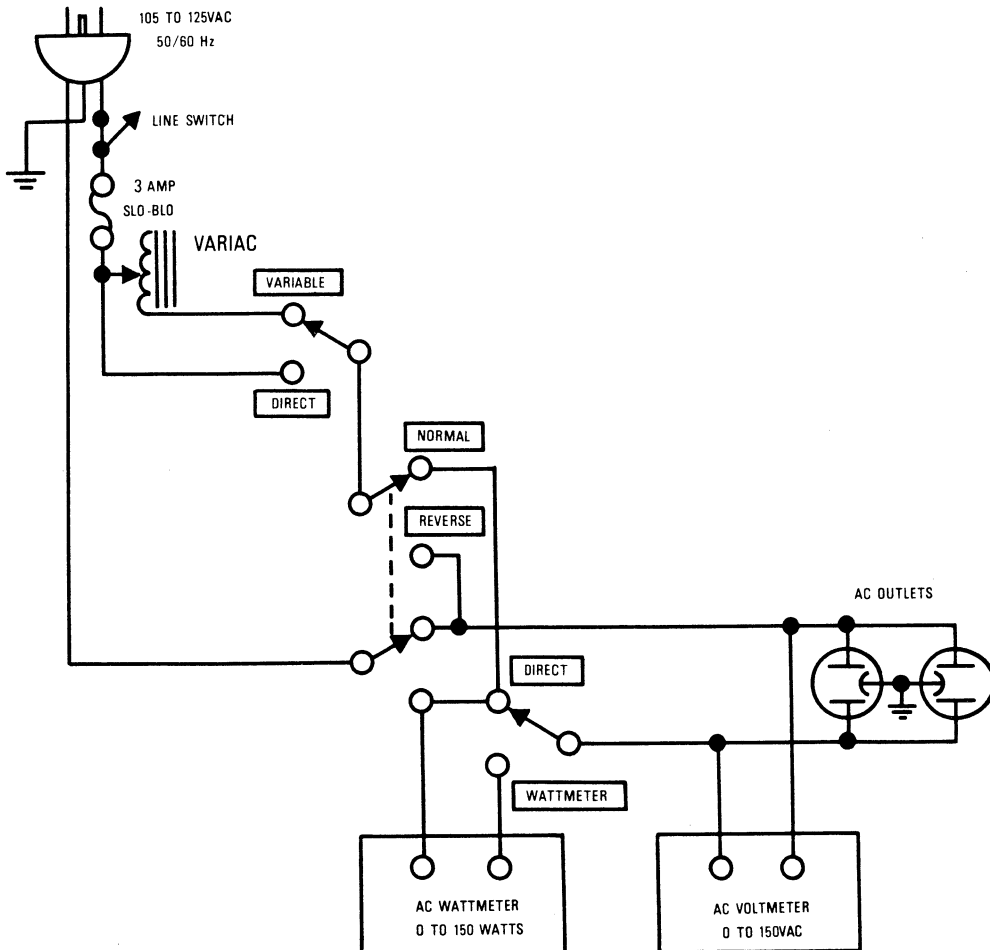 105 TO 125VAC
50/60 Hz
LINE SWITCH
3 AMP
SLO-BLO
VARIAC
VARIABLE
DIRECT
NORMAL
REVERSE
AC OUTLETS
DIRECT
WATTMETER
AC WATTMETER
0 TO 150 WATTS
AC VOLTMETER
0 TO 150VAC